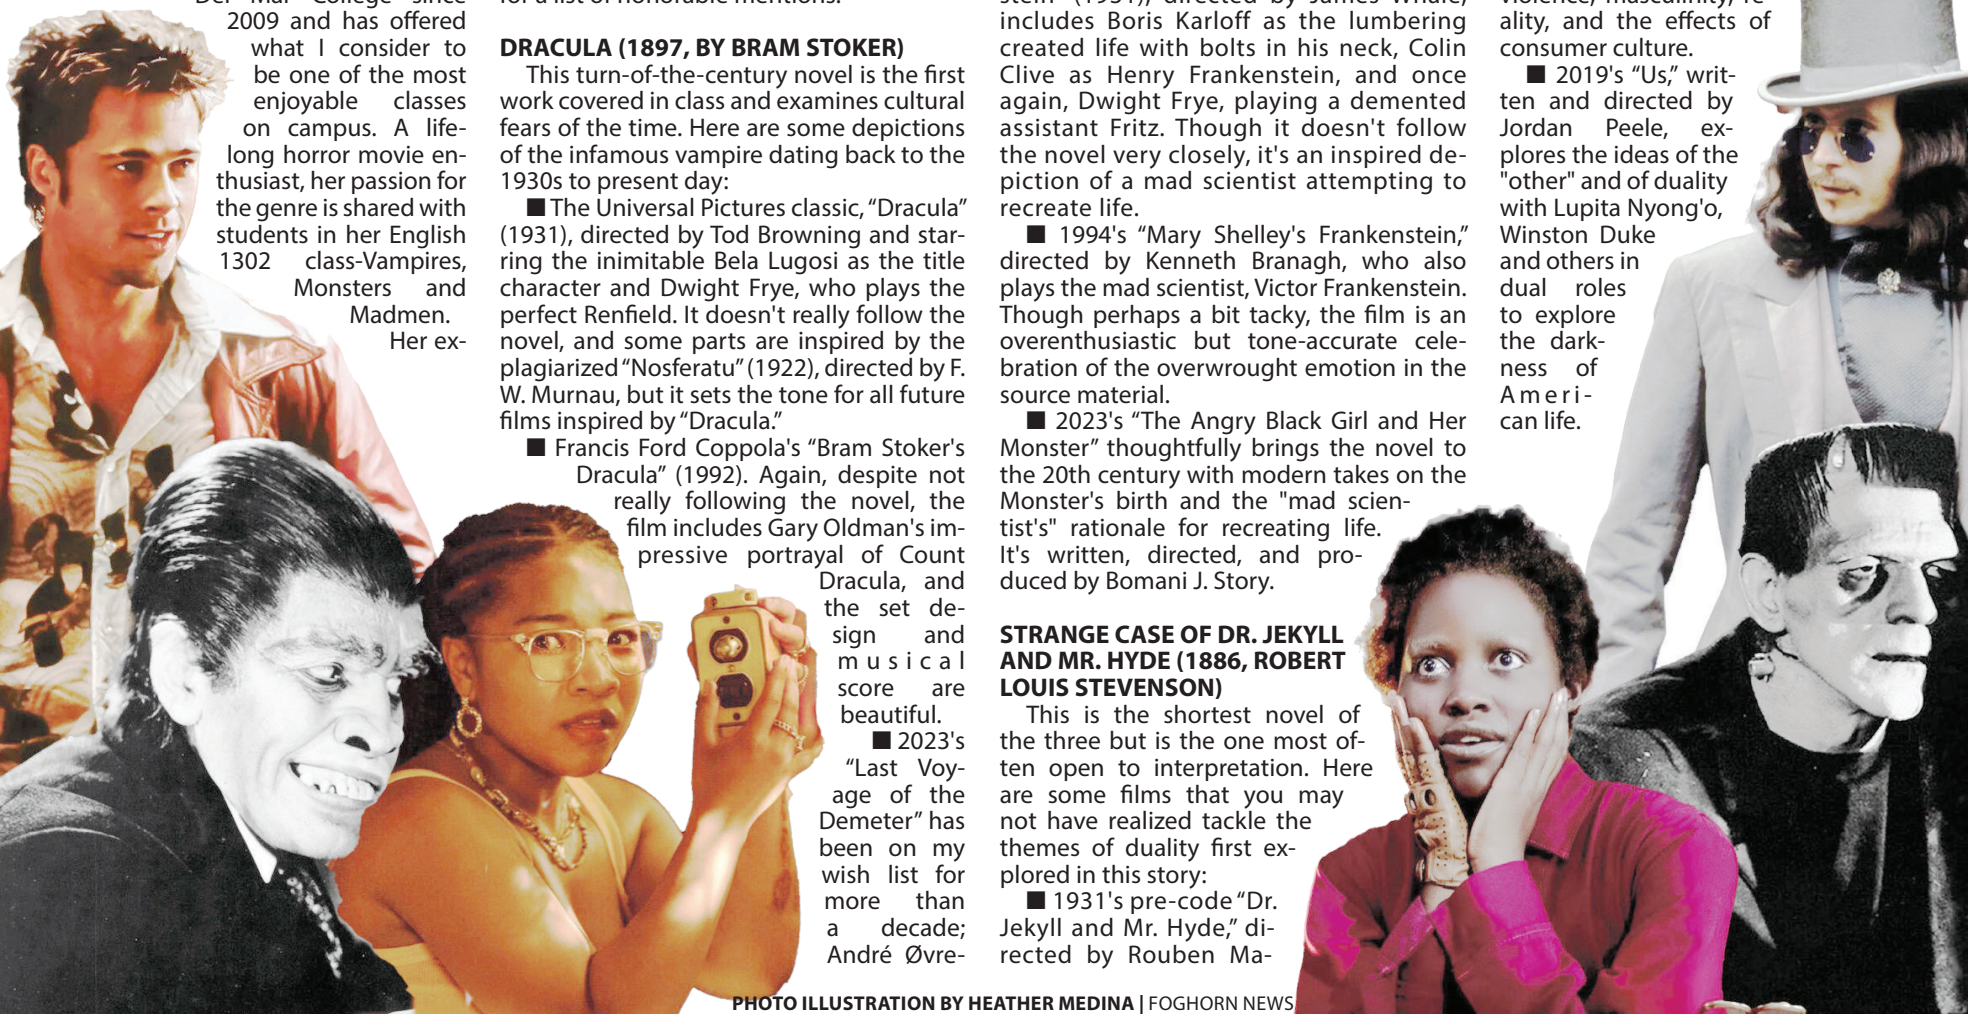 Del Mar College since
2009 and has offered
what I consider to
be one of the most
enjoyable classes
on campus. A life-
long horror movie en-
thusiast, her passion for
the genre is shared with
students in her English
1302 class-Vampires,
Monsters and
Madmen.
Her ex-
for a list of honorable mentions.
DRACULA (1897, BY BRAM STOKER)
This turn-of-the-century novel is the first
work covered in class and examines cultural
fears of the time. Here are some depictions
of the infamous vampire dating back to the
1930s to present day:
■ The Universal Pictures classic, “Dracula”
(1931), directed by Tod Browning and star-
ring the inimitable Bela Lugosi as the title
character and Dwight Frye, who plays the
perfect Renfield. It doesn't really follow the
novel, and some parts are inspired by the
plagiarized “Nosferatu” (1922), directed by F.
W. Murnau, but it sets the tone for all future
films inspired by “Dracula.”
■ Francis Ford Coppola's “Bram Stoker's
Dracula” (1992). Again, despite not
really following the novel, the
film includes Gary Oldman's im-
pressive portrayal of Count
Dracula, and
the set de-
sign and
musical
score are
beautiful.
■ 2023's
“Last Voy-
age of the
Demeter” has
been on my
wish list for
more than
a decade;
André Øvre-
stein” (1931), directed by James Whale,
includes Boris Karloff as the lumbering
created life with bolts in his neck, Colin
Clive as Henry Frankenstein, and once
again, Dwight Frye, playing a demented
assistant Fritz. Though it doesn't follow
the novel very closely, it's an inspired de-
piction of a mad scientist attempting to
recreate life.
■ 1994's “Mary Shelley's Frankenstein,”
directed by Kenneth Branagh, who also
plays the mad scientist, Victor Frankenstein.
Though perhaps a bit tacky, the film is an
overenthusiastic but tone-accurate cele-
bration of the overwrought emotion in the
source material.
■ 2023's “The Angry Black Girl and Her
Monster” thoughtfully brings the novel to
the 20th century with modern takes on the
Monster's birth and the "mad scien-
tist's" rationale for recreating life.
It's written, directed, and pro-
duced by Bomani J. Story.
STRANGE CASE OF DR. JEKYLL
AND MR. HYDE (1886, ROBERT
LOUIS STEVENSON)
This is the shortest novel of
the three but is the one most of-
ten open to interpretation. Here
are some films that you may
not have realized tackle the
themes of duality first ex-
plored in this story:
■ 1931's pre-code “Dr.
Jekyll and Mr. Hyde,” di-
rected by Rouben Ma-
violence, masculinity, re-
ality, and the effects of
consumer culture.
■ 2019's “Us,” writ-
ten and directed by
Jordan Peele, ex-
plores the ideas of the
"other" and of duality
with Lupita Nyong'o,
Winston Duke
and others in
dual roles
to explore
the dark-
ness of
Ameri-
can life.
PHOTO ILLUSTRATION BY HEATHER MEDINA | FOGHORN NEWS